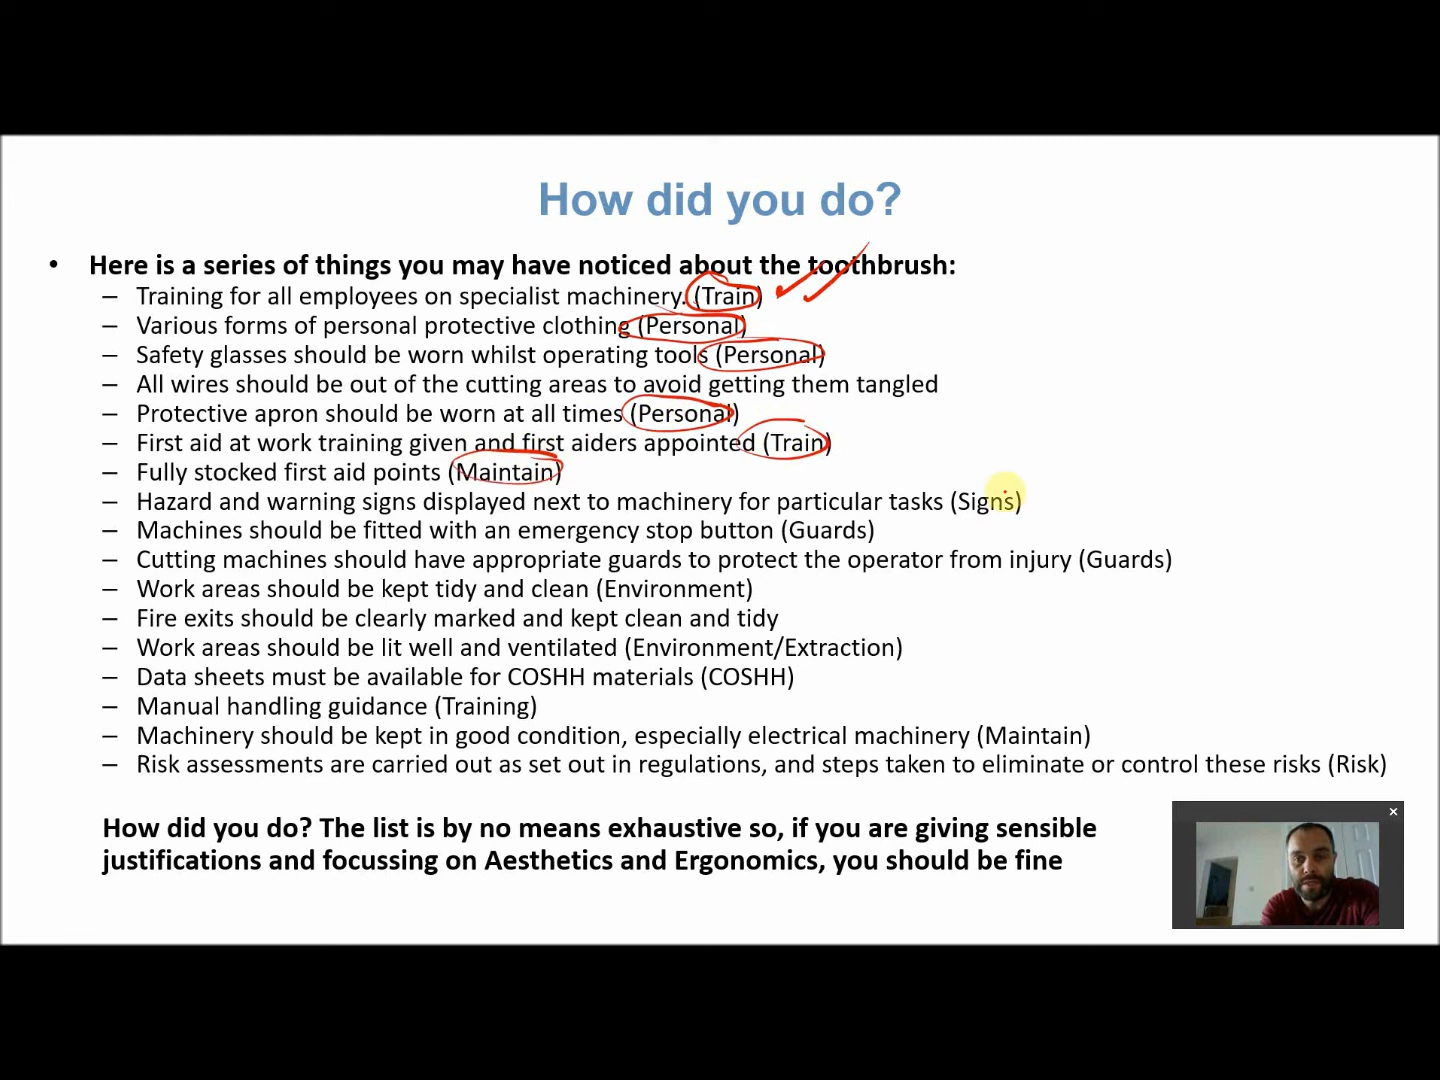 How did you do?
• Here is a series of things you may have noticed about the toothbrush:
– Training for all employees on specialist machinery. (Train)
– Various forms of personal protective clothing (Personal)
– Safety glasses should be worn whilst operating tools (Personal)
– All wires should be out of the cutting areas to avoid getting them tangled
– Protective apron should be worn at all times (Personal)
– First aid at work training given and first aiders appointed (Train)
– Fully stocked first aid points (Maintain)
– Hazard and warning signs displayed next to machinery for particular tasks (Signs)
– Machines should be fitted with an emergency stop button (Guards)
– Cutting machines should have appropriate guards to protect the operator from injury (Guards)
– Work areas should be kept tidy and clean (Environment)
– Fire exits should be clearly marked and kept clean and tidy
– Work areas should be lit well and ventilated (Environment/Extraction)
– Data sheets must be available for COSHH materials (COSHH)
– Manual handling guidance (Training)
– Machinery should be kept in good condition, especially electrical machinery (Maintain)
– Risk assessments are carried out as set out in regulations, and steps taken to eliminate or control these risks (Risk)
How did you do? The list is by no means exhaustive so, if you are giving sensible
justifications and focussing on Aesthetics and Ergonomics, you should be fine